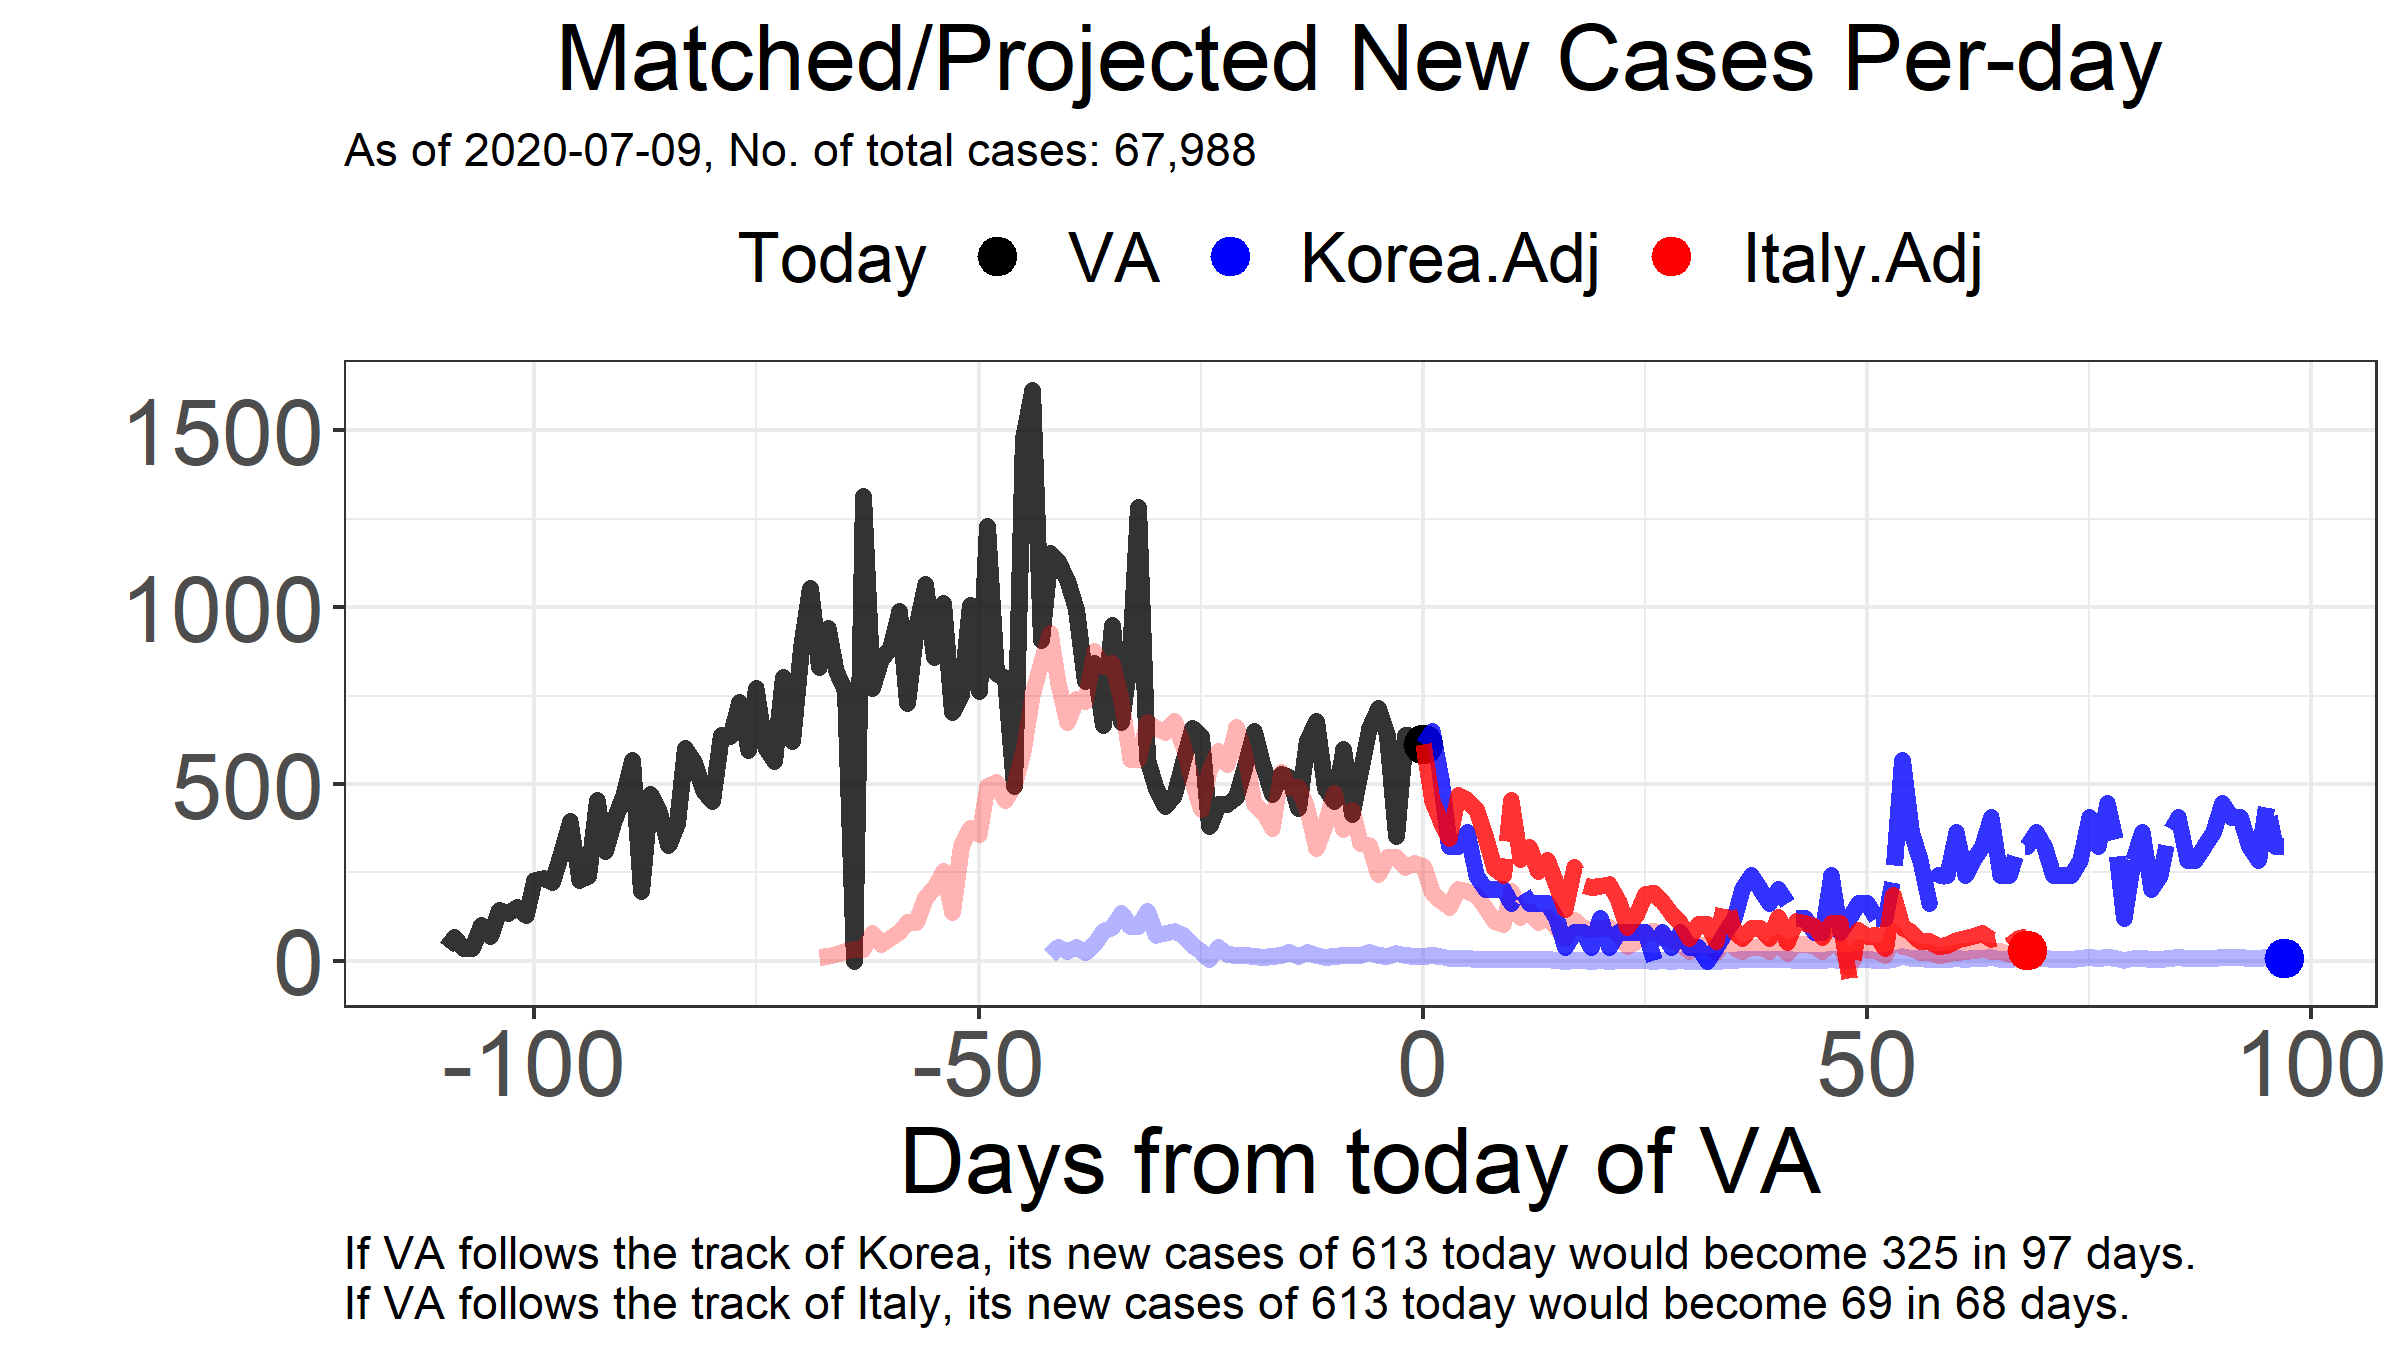 Matched/Projected New Cases Per-day
As of 2020-07-09, No. of total cases: 67,988
Today VA Korea.Adj Italy.Adj
1500
1000
500
0
-100 -50 0 50 100
Days from today of VA
If VA follows the track of Korea, its new cases of 613 today would become 325 in 97 days.
If VA follows the track of Italy, its new cases of 613 today would become 69 in 68 days.